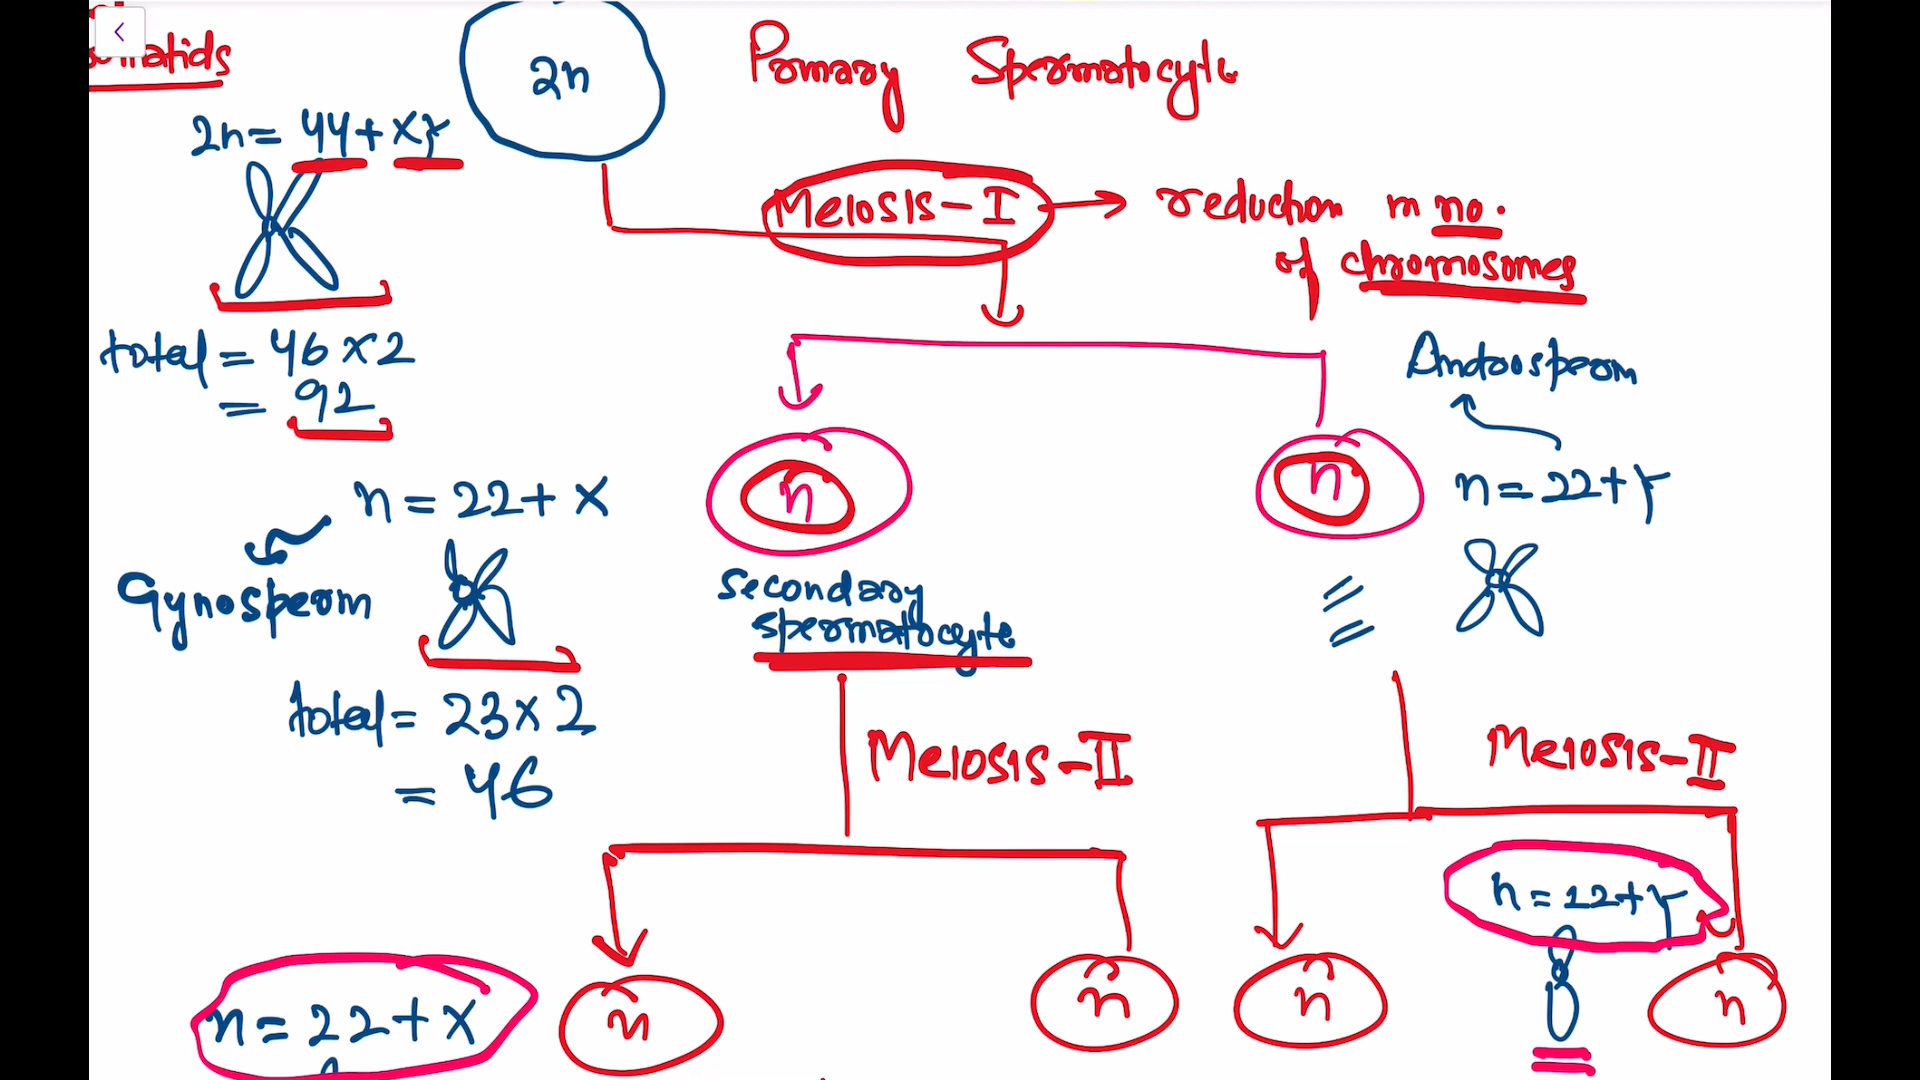 2n
Primary Spermatocyte
2n = 44 + XY
Meiosis - I → reduction in no.
of chromosomes
total = 46 x 2
= 92
Androsperm
n
n
n = 22 + Y
n = 22 + X
Gynosperm
Secondary
spermatocyte
total = 23 x 2
= 46
Meiosis - II
Meiosis - II
n = 22 + Y
n = 22 + X
n
n
n
n